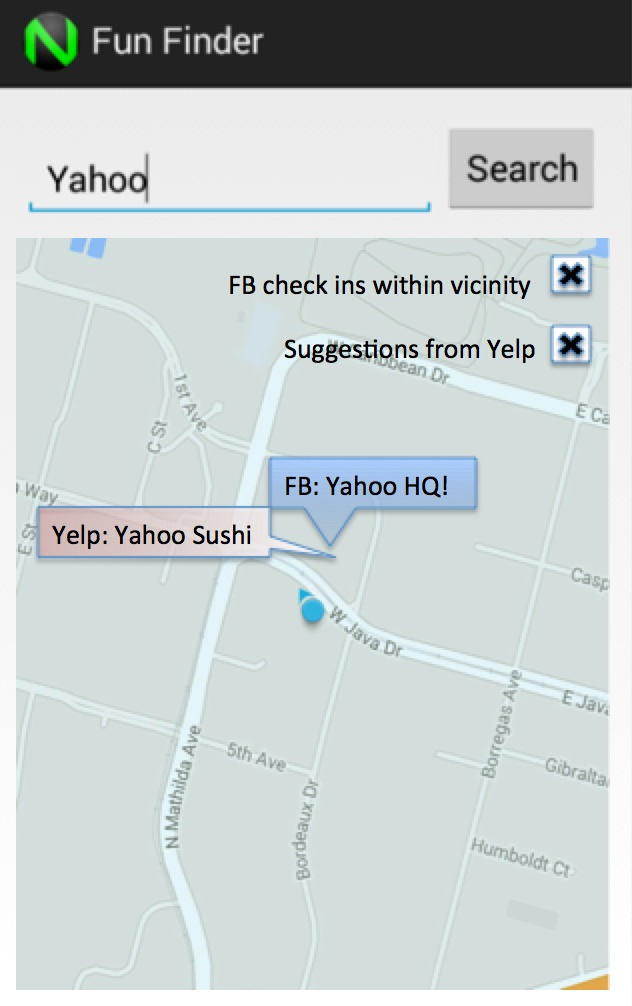 N Fun Finder
Yahoo
Search
FB check ins within vicinity
Suggestions from Yelp
W Caribbean Dr
E Ca
1st Ave
C St
Way
E St
FB: Yahoo HQ!
Yelp: Yahoo Sushi
Casp
W Java Dr
E Java
Borregas Ave
5th Ave
N Mathilda Ave
Bordeaux Dr
Gibralta
Humboldt Ct